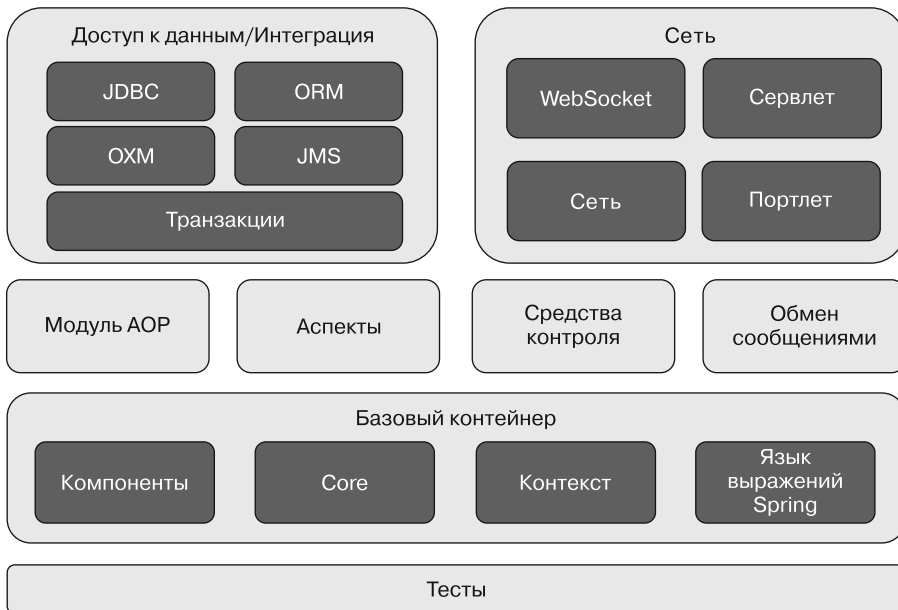 Доступ к данным/Интеграция
JDBC
ORM
OXM
JMS
Транзакции
Сеть
WebSocket
Сервлет
Сеть
Портлет
Модуль AOP
Аспекты
Средства
контроля
Обмен
сообщениями
Базовый контейнер
Компоненты
Core
Контекст
Язык
выражений
Spring
Тесты